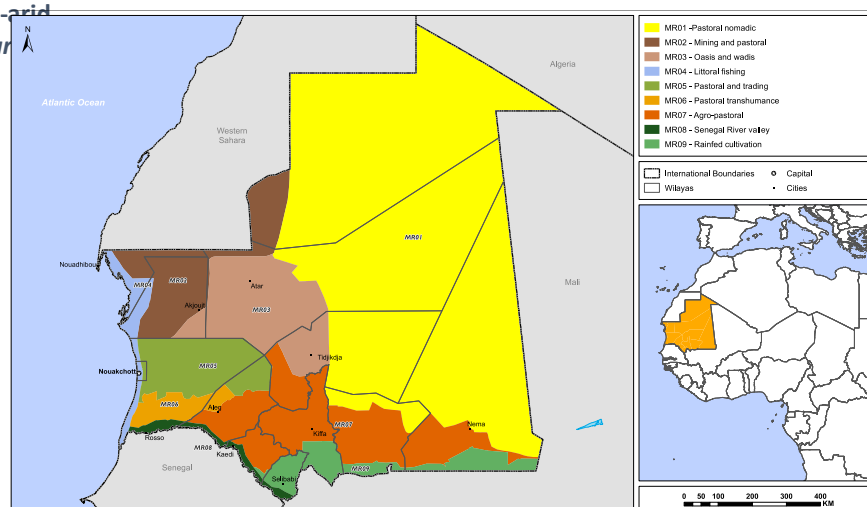 -arid
N
Atlantic Ocean
Algeria
Western
Sahara
MR01
Mali
Nouadhibou
MR04
MR02
Atar
Akjoujt
MR03
Tidjikdja
Nouakchott
MR05
MR06
Aleg
Nema
Rosso
Kiffa
MR07
MR08
Kaedi
Senegal
MR09
Selibabi
MR01 -Pastoral nomadic
MR02 - Mining and pastoral
MR03 - Oasis and wadis
MR04 - Littoral fishing
MR05 - Pastoral and trading
MR06 - Pastoral transhumance
MR07 - Agro-pastoral
MR08 - Senegal River valley
MR09 - Rainfed cultivation
International Boundaries
Capital
Wilayas
Cities
0 50 100 200 300 400
KM